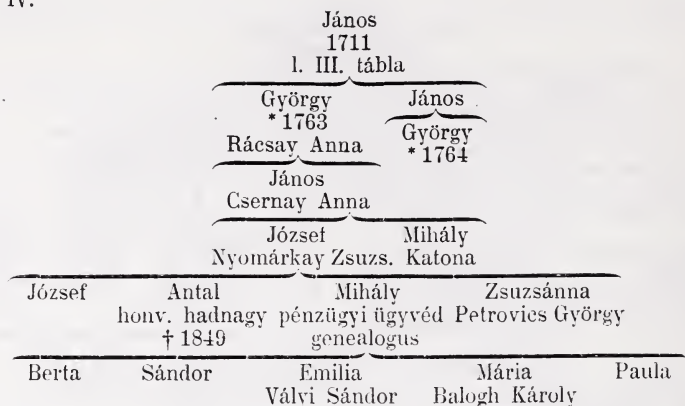 IV.
János
1711
l. III. tábla
György János
* 1763 György
Rácsay Anna * 1764
János
Csernay Anna
József Mihály
Nyomárkay Zsuzs. Katona
József Antal Mihály Zsuzsánna
honv. hadnagy pénzügyi ügyvéd Petrovics György
† 1849 genealogus
Berta Sándor Emilia Mária Paula
Válvi Sándor Balogh Károly